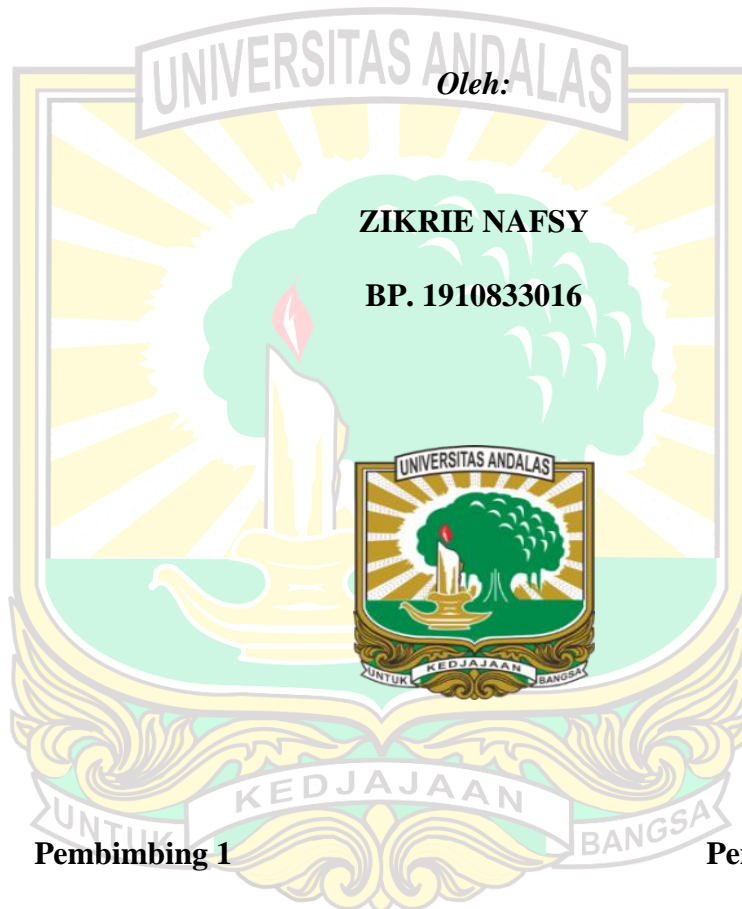 UNIVERSITAS ANDALAS
Oleh:
ZIKRIE NAFSY
BP. 1910833016
UNIVERSITAS ANDALAS
UNTUK KEDJAJAAN BANGSA
UNTUK KEDJAJAAN BANGSA
Pembimbing 1